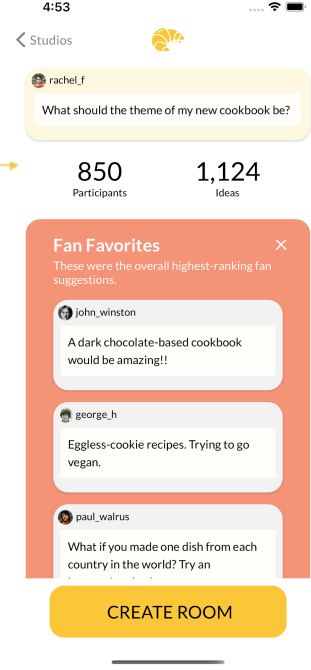 4:53
Studios
rachel_f
What should the theme of my new cookbook be?
850
Participants
1,124
Ideas
Fan Favorites
These were the overall highest-ranking fan
suggestions.
john_winston
A dark chocolate-based cookbook
would be amazing!!
george_h
Eggless-cookie recipes. Trying to go
vegan.
paul_walrus
What if you made one dish from each
country in the world? Try an
CREATE ROOM